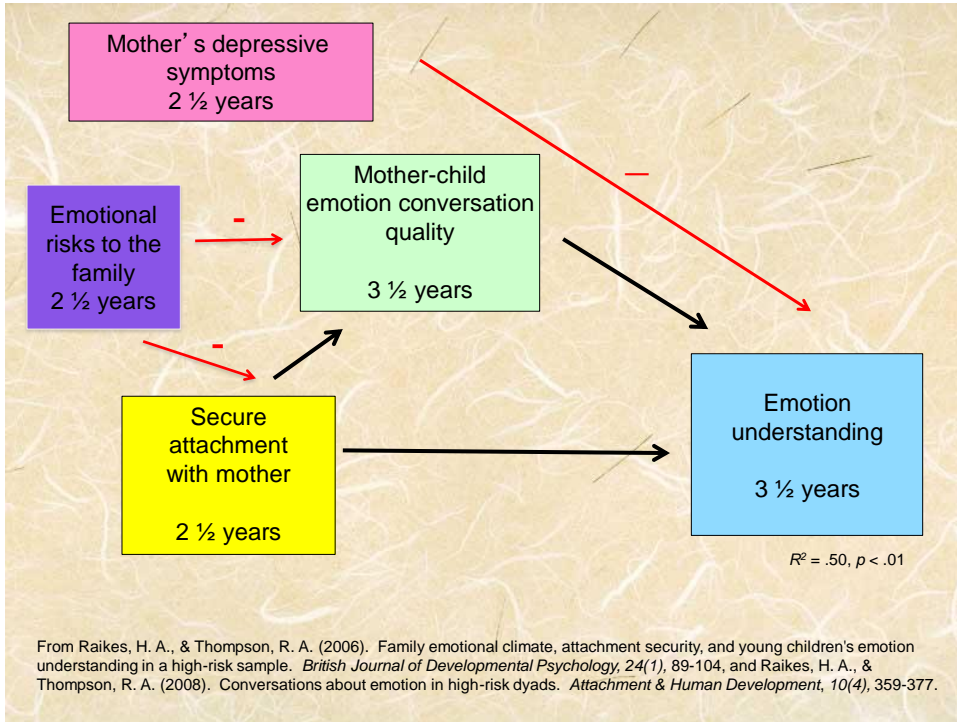 Mother's depressive
symptoms
2 ½ years
Mother-child
emotion conversation
quality
3 ½ years
Emotional
risks to the
family
2 ½ years
-
-
–
Secure
attachment
with mother
2 ½ years
Emotion
understanding
3 ½ years
R² = .50, p < .01
From Raikes, H. A., & Thompson, R. A. (2006). Family emotional climate, attachment security, and young children's emotion
understanding in a high-risk sample. British Journal of Developmental Psychology, 24(1), 89-104, and Raikes, H. A., &
Thompson, R. A. (2008). Conversations about emotion in high-risk dyads. Attachment & Human Development, 10(4), 359-377.